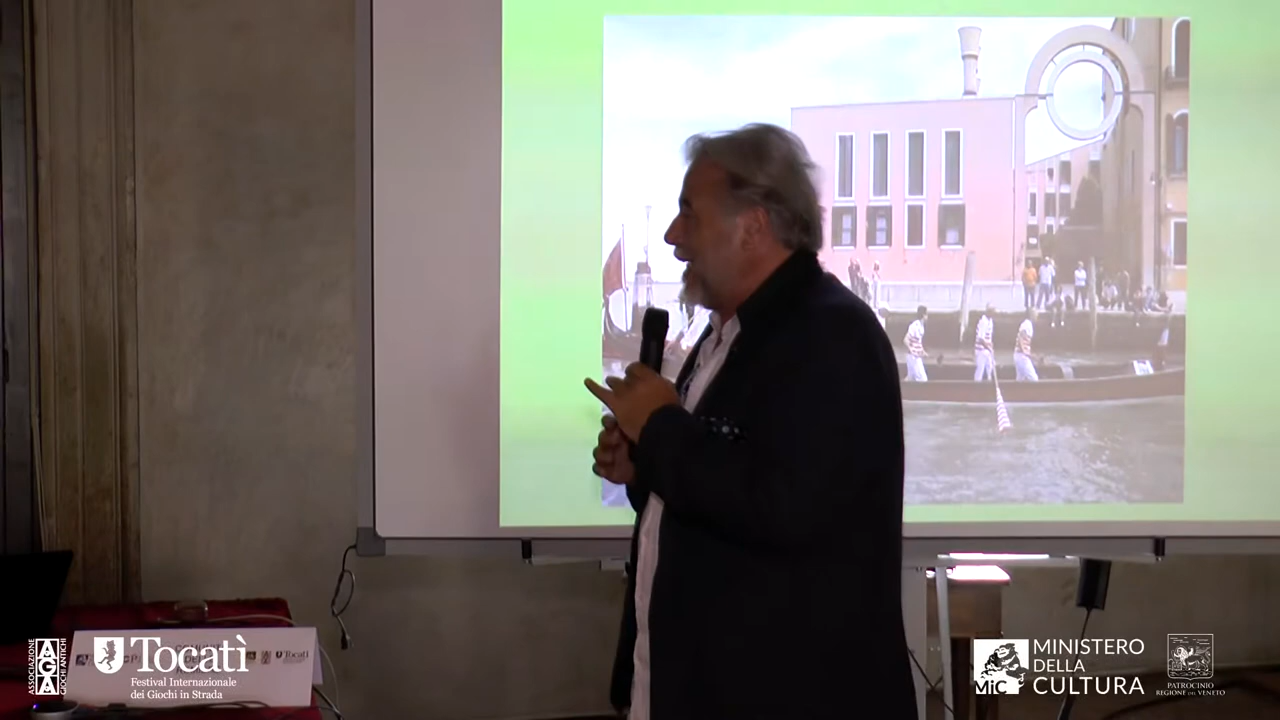 ASSOCIAZIONE
AGA
GIOCHI ANTICHI
Tocatì
Festival Internazionale
dei Giochi in Strada
Tocatì
MiC
MINISTERO
DELLA
CULTURA
PATROCINIO
REGIONE DEL VENETO